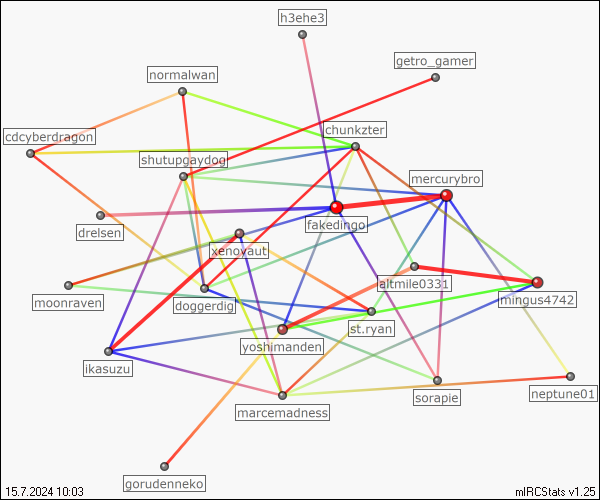 h3ehe3
getro_gamer
normalwan
chunkzter
cdcyberdragon
shutupgaydog
mercurybro
drelsen
fakedingo
xenoyaut
altmile0331
moonraven
doggerdig
mingus4742
st.ryan
yoshimanden
ikasuzu
sorapie
neptune01
marcemadness
gorudenneko
15.7.2024 10:03
mIRCStats v1.25